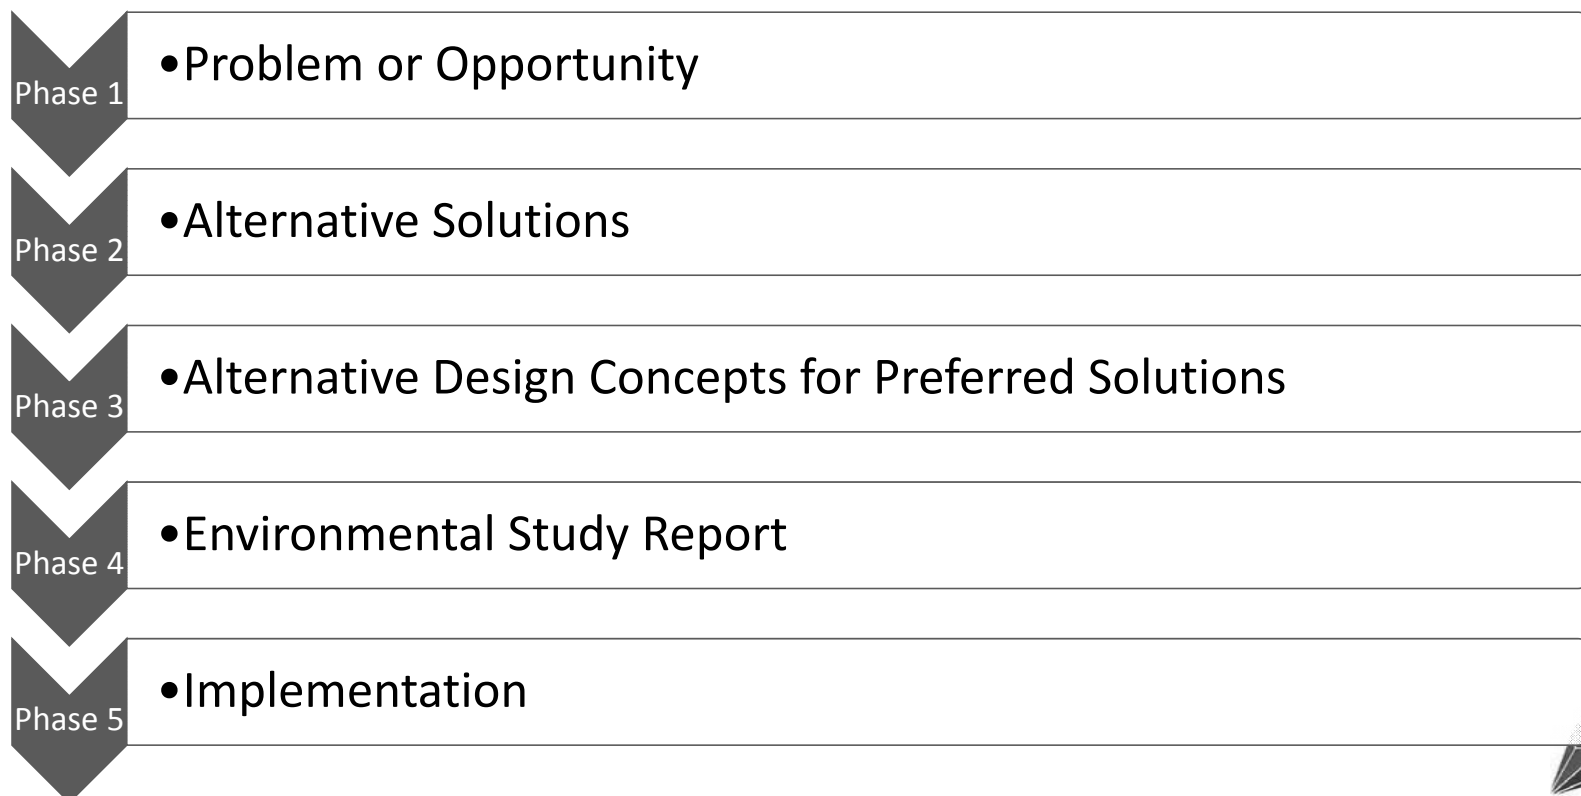 Phase 1
•Problem or Opportunity
Phase 2
•Alternative Solutions
Phase 3
•Alternative Design Concepts for Preferred Solutions
Phase 4
•Environmental Study Report
Phase 5
•Implementation